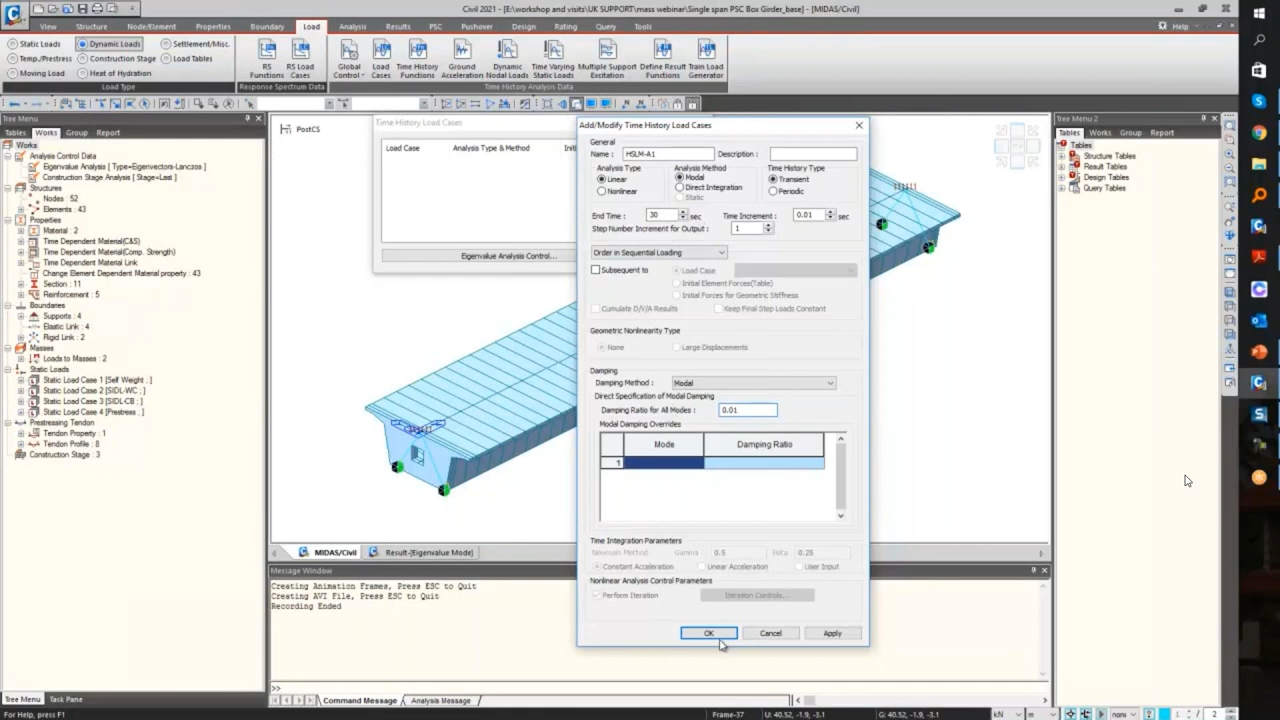 Civil 2021 - [E:\workshop and visits\UK SUPPORT\mass webinar\Single span PSC Box Girder_base] - [MIDAS/Civil]
View Structure Node/Element Properties Boundary Load Analysis Results PSC Pushover Design Rating Query Tools Help
Static Loads Dynamic Loads Settlement/Misc.
Temp./Prestress Construction Stage Load Tables
Moving Load Heat of Hydration
Load Type
RS Functions
RS Load Cases
Response Spectrum Data
Global Control
Load Cases
Time History Functions
Ground Acceleration
Dynamic Nodal Loads
Time Varying Static Loads
Multiple Support Excitation
Define Result Functions
Train Load Generator
Time History Analysis Data
Tree Menu
Tables Works Group Report
Works
Analysis Control Data
Eigenvalue Analysis [ Type=Eigenvectors-Lanczos ]
Construction Stage Analysis [ Stage=Last ]
Structures
Nodes : 52
Elements : 43
Properties
Material : 2
Time Dependent Material(C&S)
Time Dependent Material(Comp. Strength)
Time Dependent Material Link
Change Element Dependent Material property : 43
Section : 11
Reinforcement : 5
Boundaries
Supports : 4
Elastic Link : 4
Rigid Link : 2
Masses
Loads to Masses : 2
Static Loads
Static Load Case 1 [Self Weight ; ]
Static Load Case 2 [SIDL-WC ; ]
Static Load Case 3 [SIDL-CB ; ]
Static Load Case 4 [Prestress ; ]
Prestressing Tendon
Tendon Property : 1
Tendon Profile : 8
Construction Stage : 3
Tree Menu Task Pane
PostCS
Time History Load Cases
Load Case Analysis Type & Method
Eigenvalue Analysis Control...
Add/Modify Time History Load Cases
General
Name : HSLM-A1 Description :
Analysis Type Analysis Method Time History Type
Linear Modal Transient
Nonlinear Direct Integration Periodic
Static
End Time : 30 sec Time Increment : 0.01 sec
Step Number Increment for Output : 1
Order in Sequential Loading
Subsequent to Load Case
Initial Element Forces(Table)
Initial Forces for Geometric Stiffness
Cumulate D/V/A Results Keep Final Step Loads Constant
Geometric Nonlinearity Type
None Large Displacements
Damping
Damping Method : Modal
Direct Specification of Modal Damping
Damping Ratio for All Modes : 0.01
Modal Damping Overrides
Mode Damping Ratio
1
Time Integration Parameters
Newmark Method Gamma 0.5 Beta 0.25
Constant Acceleration Linear Acceleration User Input
Nonlinear Analysis Control Parameters
Perform Iteration Iteration Controls...
OK Cancel Apply
MIDAS/Civil Result-[Eigenvalue Mode]
Message Window
Creating Animation Frames, Press ESC to Quit
Creating AVI File, Press ESC to Quit
Recording Ended
>>
Command Message Analysis Message
Tree Menu 2
Tables Works Group Report
Tables
Structure Tables
Result Tables
Design Tables
Query Tables
For Help, press F1
Frame-37 U: 40.52, -1.9, -3.1 G: 40.52, -1.9, -3.1 kN m none 1 / 2